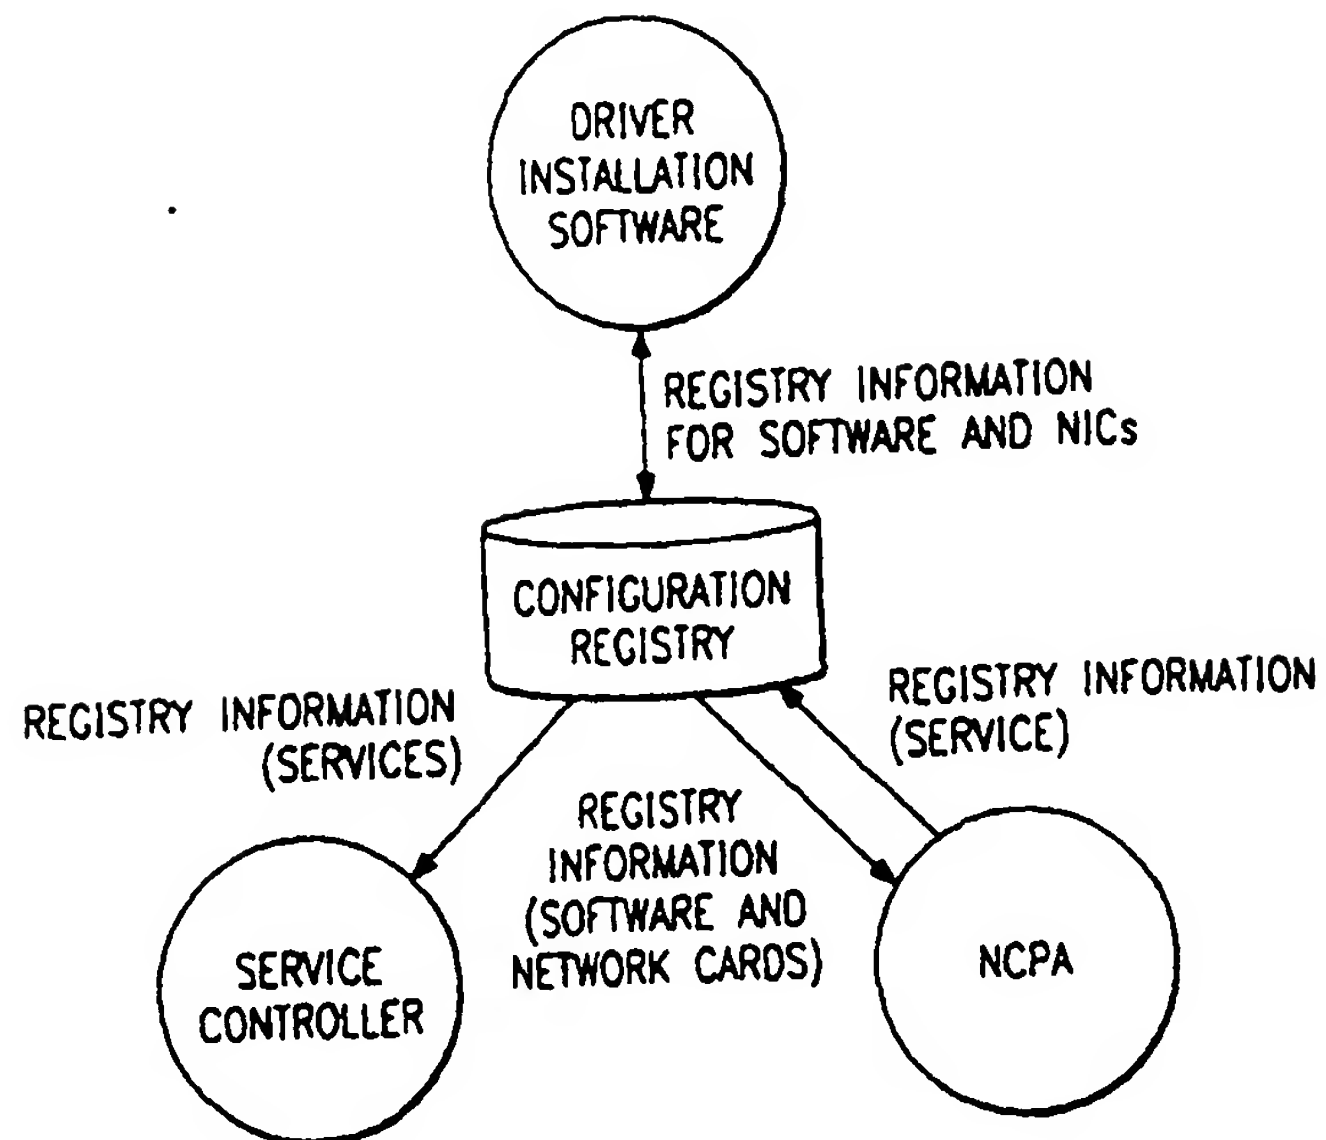 DRIVER
INSTALLATION
SOFTWARE
REGISTRY INFORMATION
FOR SOFTWARE AND NICs
CONFIGURATION
REGISTRY
REGISTRY INFORMATION
(SERVICES)
REGISTRY INFORMATION
(SERVICE)
REGISTRY
INFORMATION
(SOFTWARE AND
NETWORK CARDS)
SERVICE
CONTROLLER
NCPA